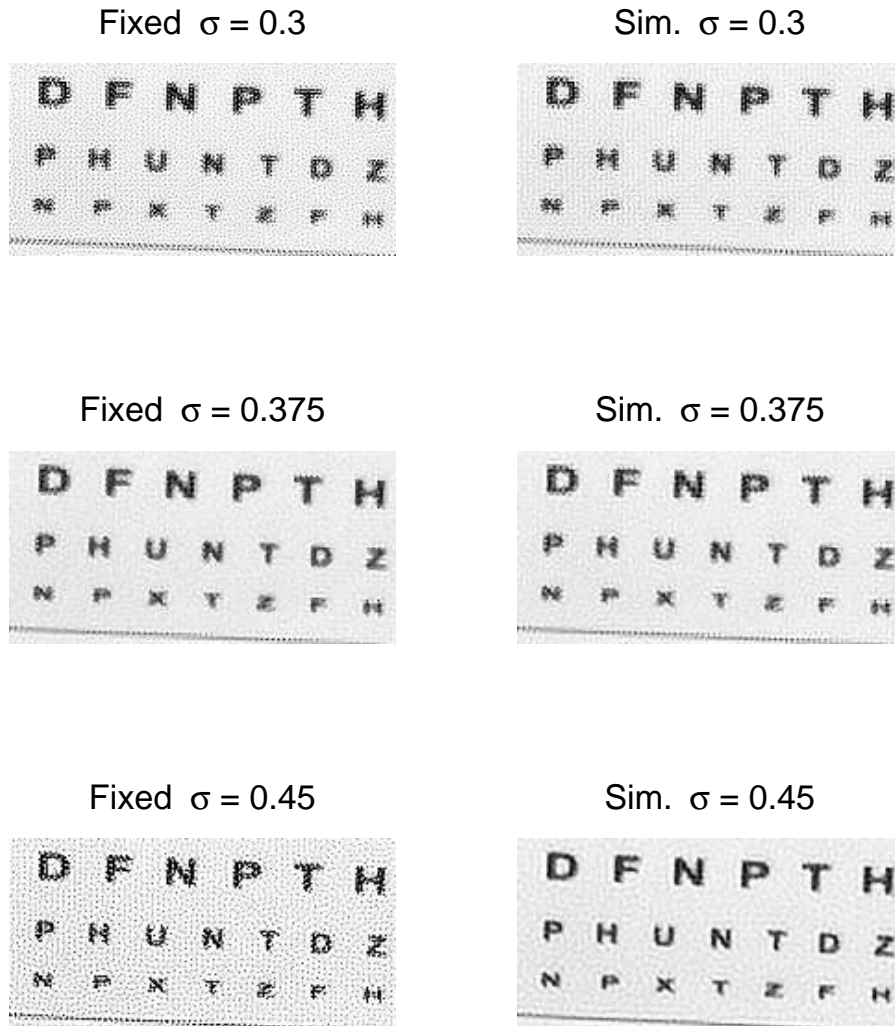 Fixed σ = 0.3
Sim. σ = 0.3
D F N P T H
P H U N T D Z
N P X T Z F H
D F N P T H
P H U N T D Z
N P X T Z F H
Fixed σ = 0.375
Sim. σ = 0.375
D F N P T H
P H U N T D Z
N P X T Z F H
D F N P T H
P H U N T D Z
N P X T Z F H
Fixed σ = 0.45
Sim. σ = 0.45
D F N P T H
P H U N T D Z
N P X T Z F H
D F N P T H
P H U N T D Z
N P X T Z F H